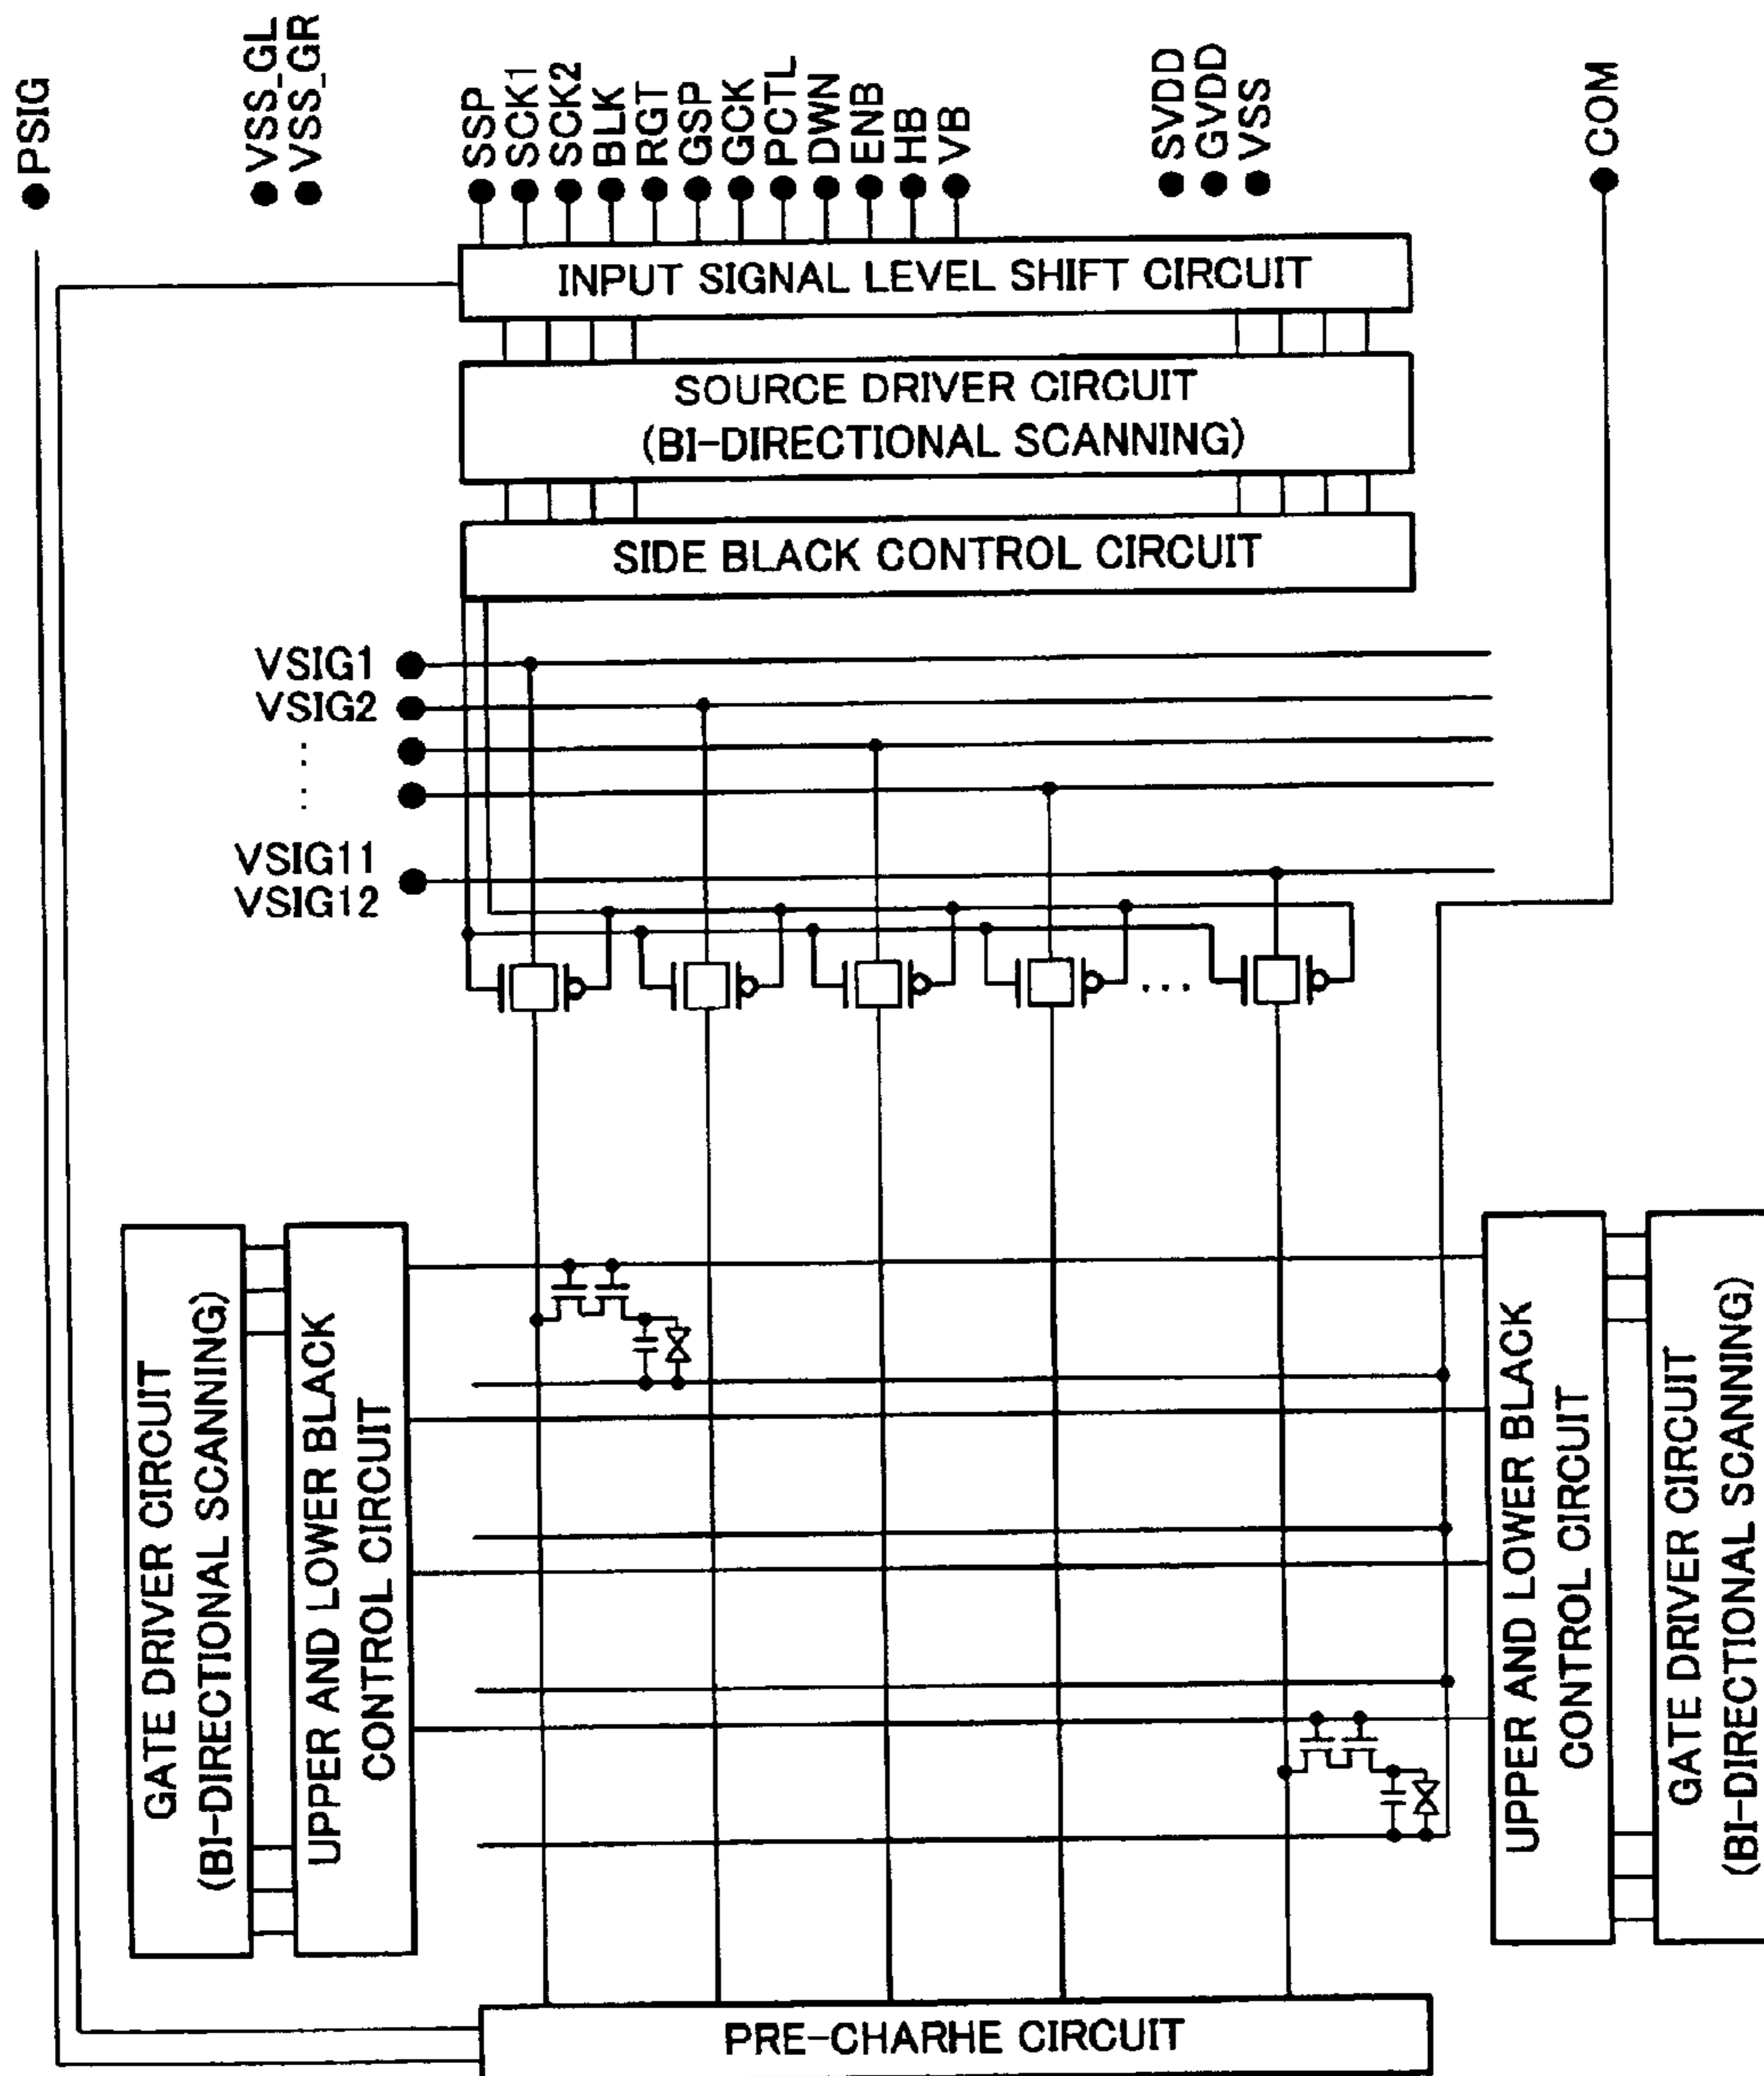 PSIG
VSS_GL
VSS_GR
SSP
SCK1
SCK2
BLK
RGT
GSP
GCK
PCTL
DWN
ENB
HB
VB
SVDD
GVDD
VSS
COM
INPUT SIGNAL LEVEL SHIFT CIRCUIT
SOURCE DRIVER CIRCUIT
(BI-DIRECTIONAL SCANNING)
SIDE BLACK CONTROL CIRCUIT
VSIG1
VSIG2
VSIG11
VSIG12
...
GATE DRIVER CIRCUIT
(BI-DIRECTIONAL SCANNING)
UPPER AND LOWER BLACK
CONTROL CIRCUIT
UPPER AND LOWER BLACK
CONTROL CIRCUIT
GATE DRIVER CIRCUIT
(BI-DIRECTIONAL SCANNING)
PRE-CHARHE CIRCUIT